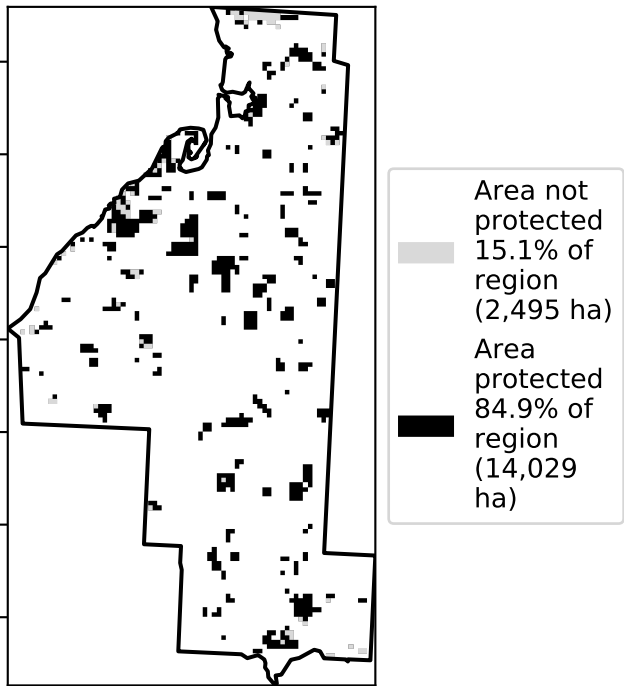 Area not
protected
15.1% of
region
(2,495 ha)
Area
protected
84.9% of
region
(14,029
ha)